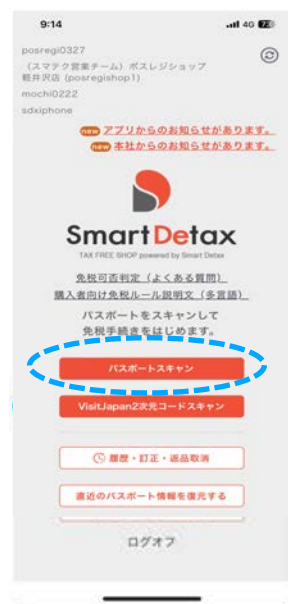 9:14
4G 73
posregi0327
（スマテク営業チーム）ポスレジショップ
軽井沢店 (posregishop1)
mochi0222
sdxiphone
new アプリからのお知らせがあります。
new 本社からのお知らせがあります。
SmartDetax
TAX FREE SHOP powered by Smart Detax
免税可否判定（よくある質問）
購入者向け免税ルール説明文（多言語）
パスポートをスキャンして
免税手続きをはじめます。
パスポートスキャン
VisitJapan2次元コードスキャン
履歴・訂正・返品取消
直近のパスポート情報を復元する
ログオフ